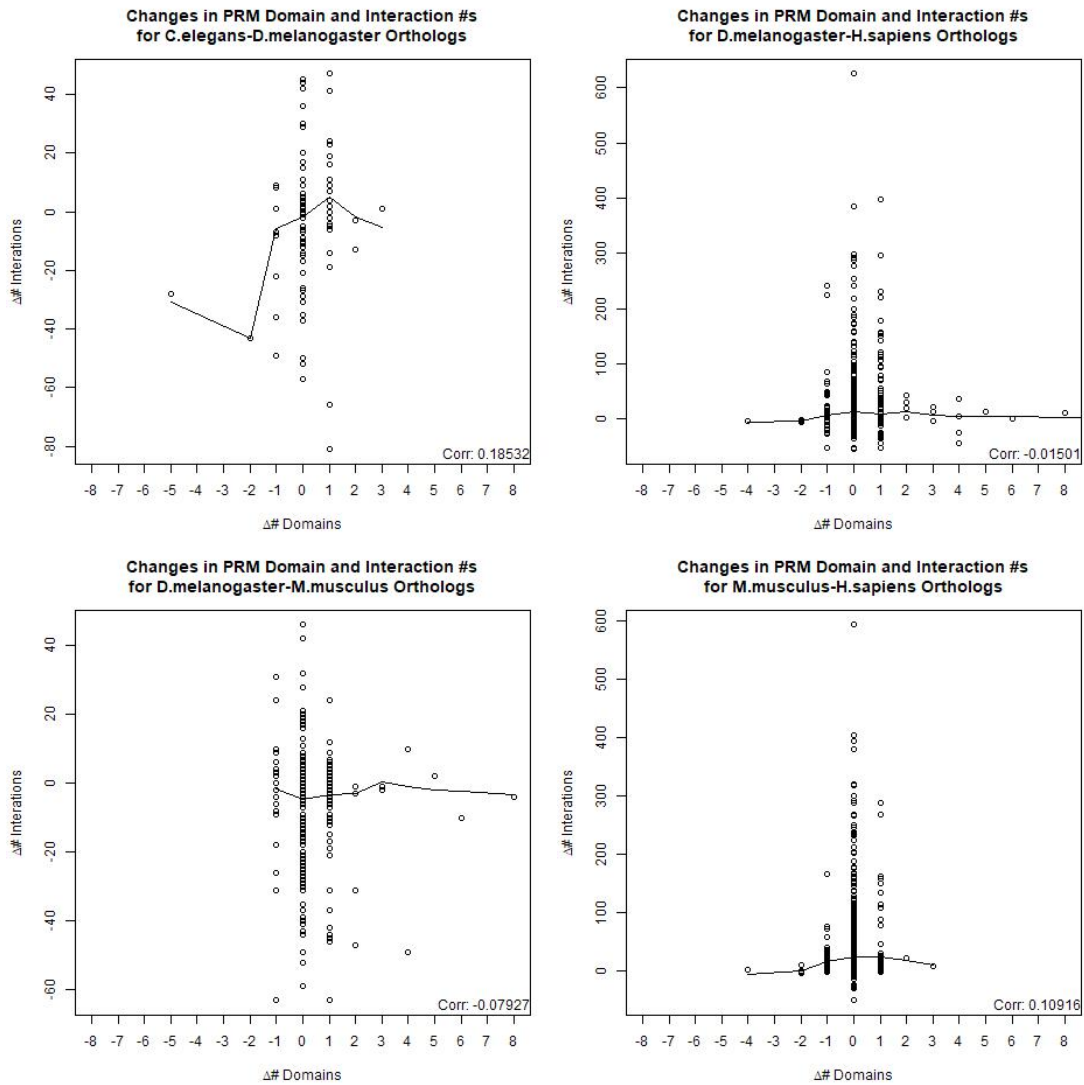 Changes in PRM Domain and Interaction #s
for C.elegans-D.melanogaster Orthologs
Δ# Interations
40
20
0
-20
-40
-60
-80
Corr: 0.18532
-8 -7 -6 -5 -4 -3 -2 -1 0 1 2 3 4 5 6 7 8
Δ# Domains
Changes in PRM Domain and Interaction #s
for D.melanogaster-H.sapiens Orthologs
Δ# Interations
600
500
400
300
200
100
0
Corr: -0.01501
-8 -7 -6 -5 -4 -3 -2 -1 0 1 2 3 4 5 6 7 8
Δ# Domains
Changes in PRM Domain and Interaction #s
for D.melanogaster-M.musculus Orthologs
Δ# Interations
40
20
0
-20
-40
-60
Corr: -0.07927
-8 -7 -6 -5 -4 -3 -2 -1 0 1 2 3 4 5 6 7 8
Δ# Domains
Changes in PRM Domain and Interaction #s
for M.musculus-H.sapiens Orthologs
Δ# Interations
600
500
400
300
200
100
0
Corr: 0.10916
-8 -7 -6 -5 -4 -3 -2 -1 0 1 2 3 4 5 6 7 8
Δ# Domains